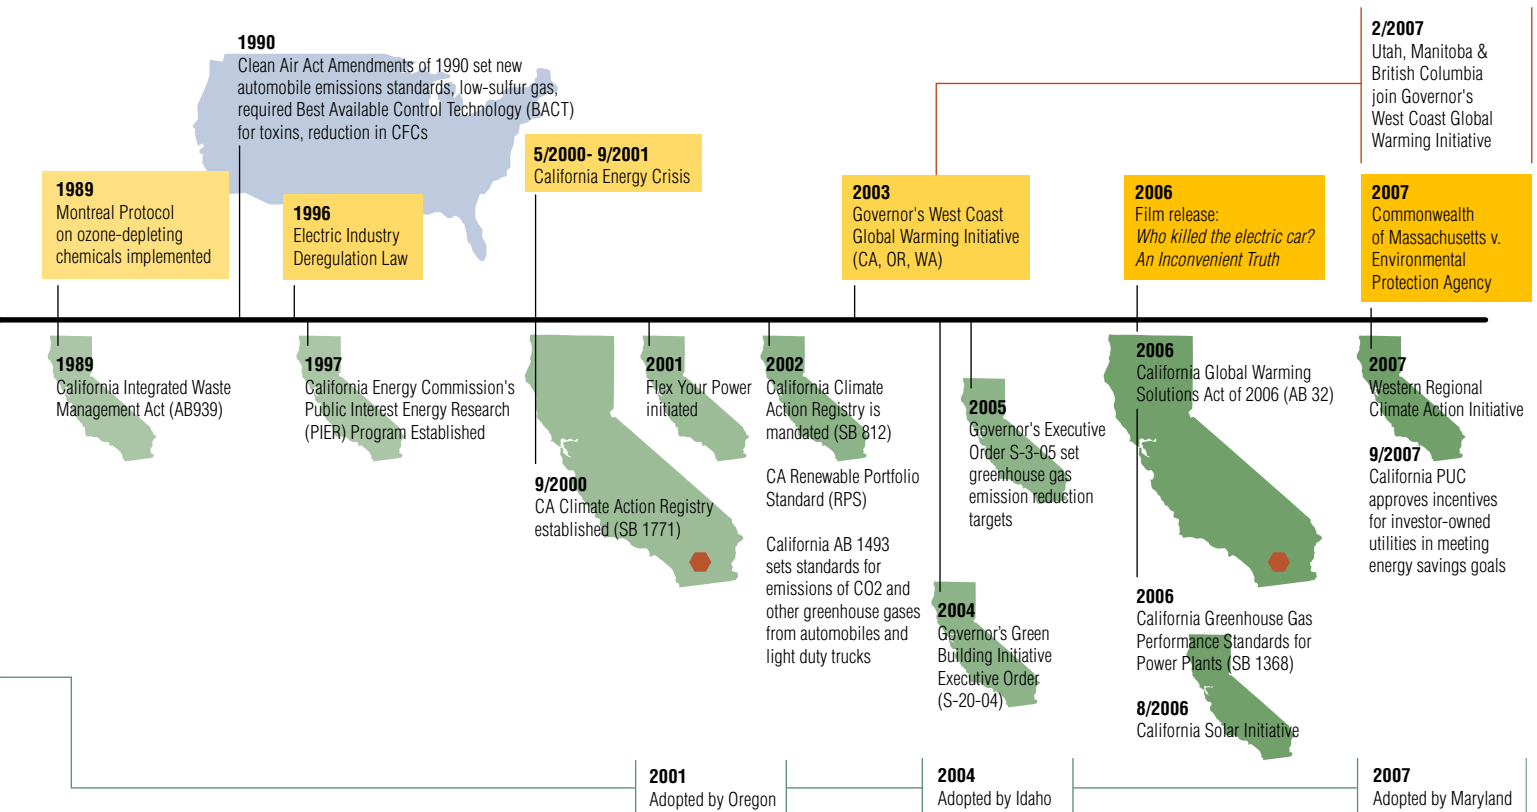 1990
Clean Air Act Amendments of 1990 set new
automobile emissions standards, low-sulfur gas,
required Best Available Control Technology (BACT)
for toxins, reduction in CFCs
2/2007
Utah, Manitoba &
British Columbia
join Governor's
West Coast Global
Warming Initiative
1989
Montreal Protocol
on ozone-depleting
chemicals implemented
1996
Electric Industry
Deregulation Law
5/2000- 9/2001
California Energy Crisis
2003
Governor's West Coast
Global Warming Initiative
(CA, OR, WA)
2006
Film release:
Who killed the electric car?
An Inconvenient Truth
2007
Commonwealth
of Massachusetts v.
Environmental
Protection Agency
1989
California Integrated Waste
Management Act (AB939)
1997
California Energy Commission's
Public Interest Energy Research
(PIER) Program Established
9/2000
CA Climate Action Registry
established (SB 1771)
2001
Flex Your Power
initiated
2002
California Climate
Action Registry is
mandated (SB 812)
CA Renewable Portfolio
Standard (RPS)
California AB 1493
sets standards for
emissions of CO2 and
other greenhouse gases
from automobiles and
light duty trucks
2005
Governor's Executive
Order S-3-05 set
greenhouse gas
emission reduction
targets
2004
Governor’s Green
Building Initiative
Executive Order
(S-20-04)
2006
California Global Warming
Solutions Act of 2006 (AB 32)
2006
California Greenhouse Gas
Performance Standards for
Power Plants (SB 1368)
8/2006
California Solar Initiative
2007
Western Regional
Climate Action Initiative
9/2007
California PUC
approves incentives
for investor-owned
utilities in meeting
energy savings goals
2001
Adopted by Oregon
2004
Adopted by Idaho
2007
Adopted by Maryland